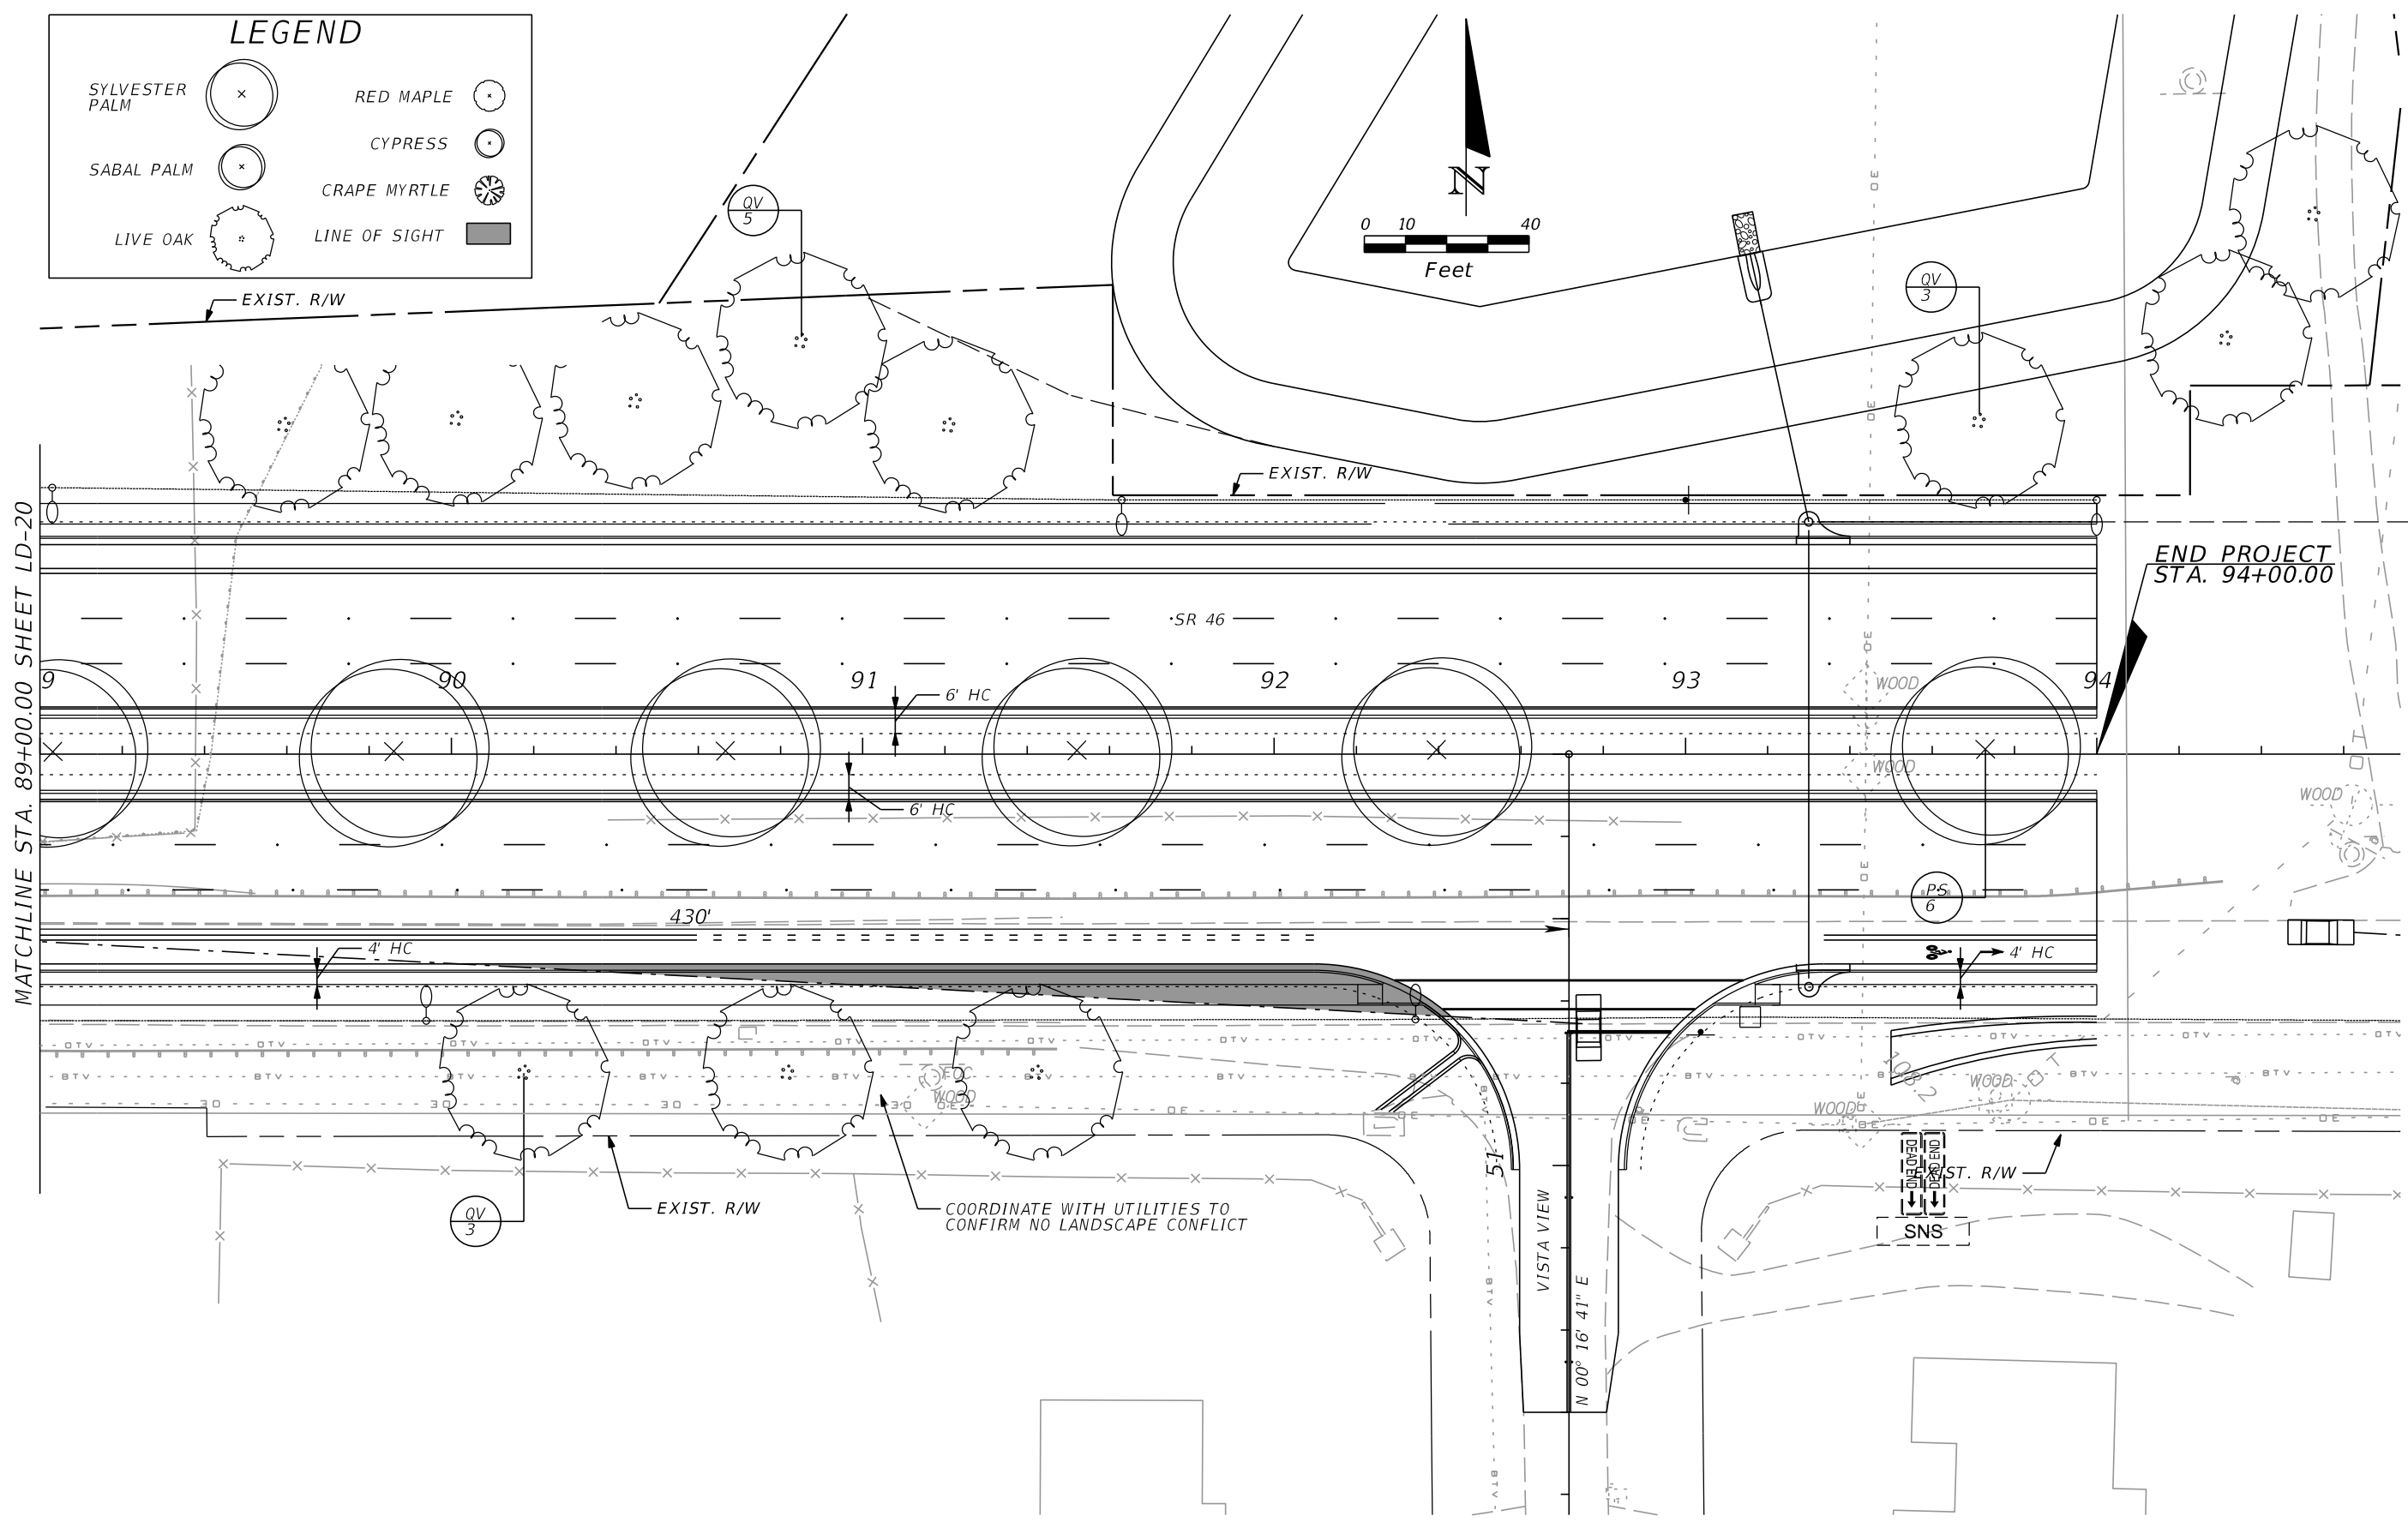 LEGEND
SYLVESTER
PALM
SABAL PALM
LIVE OAK
RED MAPLE
CYPRESS
CRAPE MYRTLE
LINE OF SIGHT
EXIST. R/W
QV
5
N
0 10 40
Feet
QV
3
EXIST. R/W
MATCHLINE STA. 89+00.00 SHEET LD-20
END PROJECT
STA. 94+00.00
SR 46
9 90 91 92 93 94
6' HC
6' HC
WOOD
WOOD
WOOD
430'
PS
6
4' HC
4' HC
BTV
FOC
WOOD
WOOD
WOOD
OE
51
QV
3
EXIST. R/W
COORDINATE WITH UTILITIES TO
CONFIRM NO LANDSCAPE CONFLICT
VISTA VIEW
N 00° 16' 41" E
DEAD END
EXIST. R/W
SNS